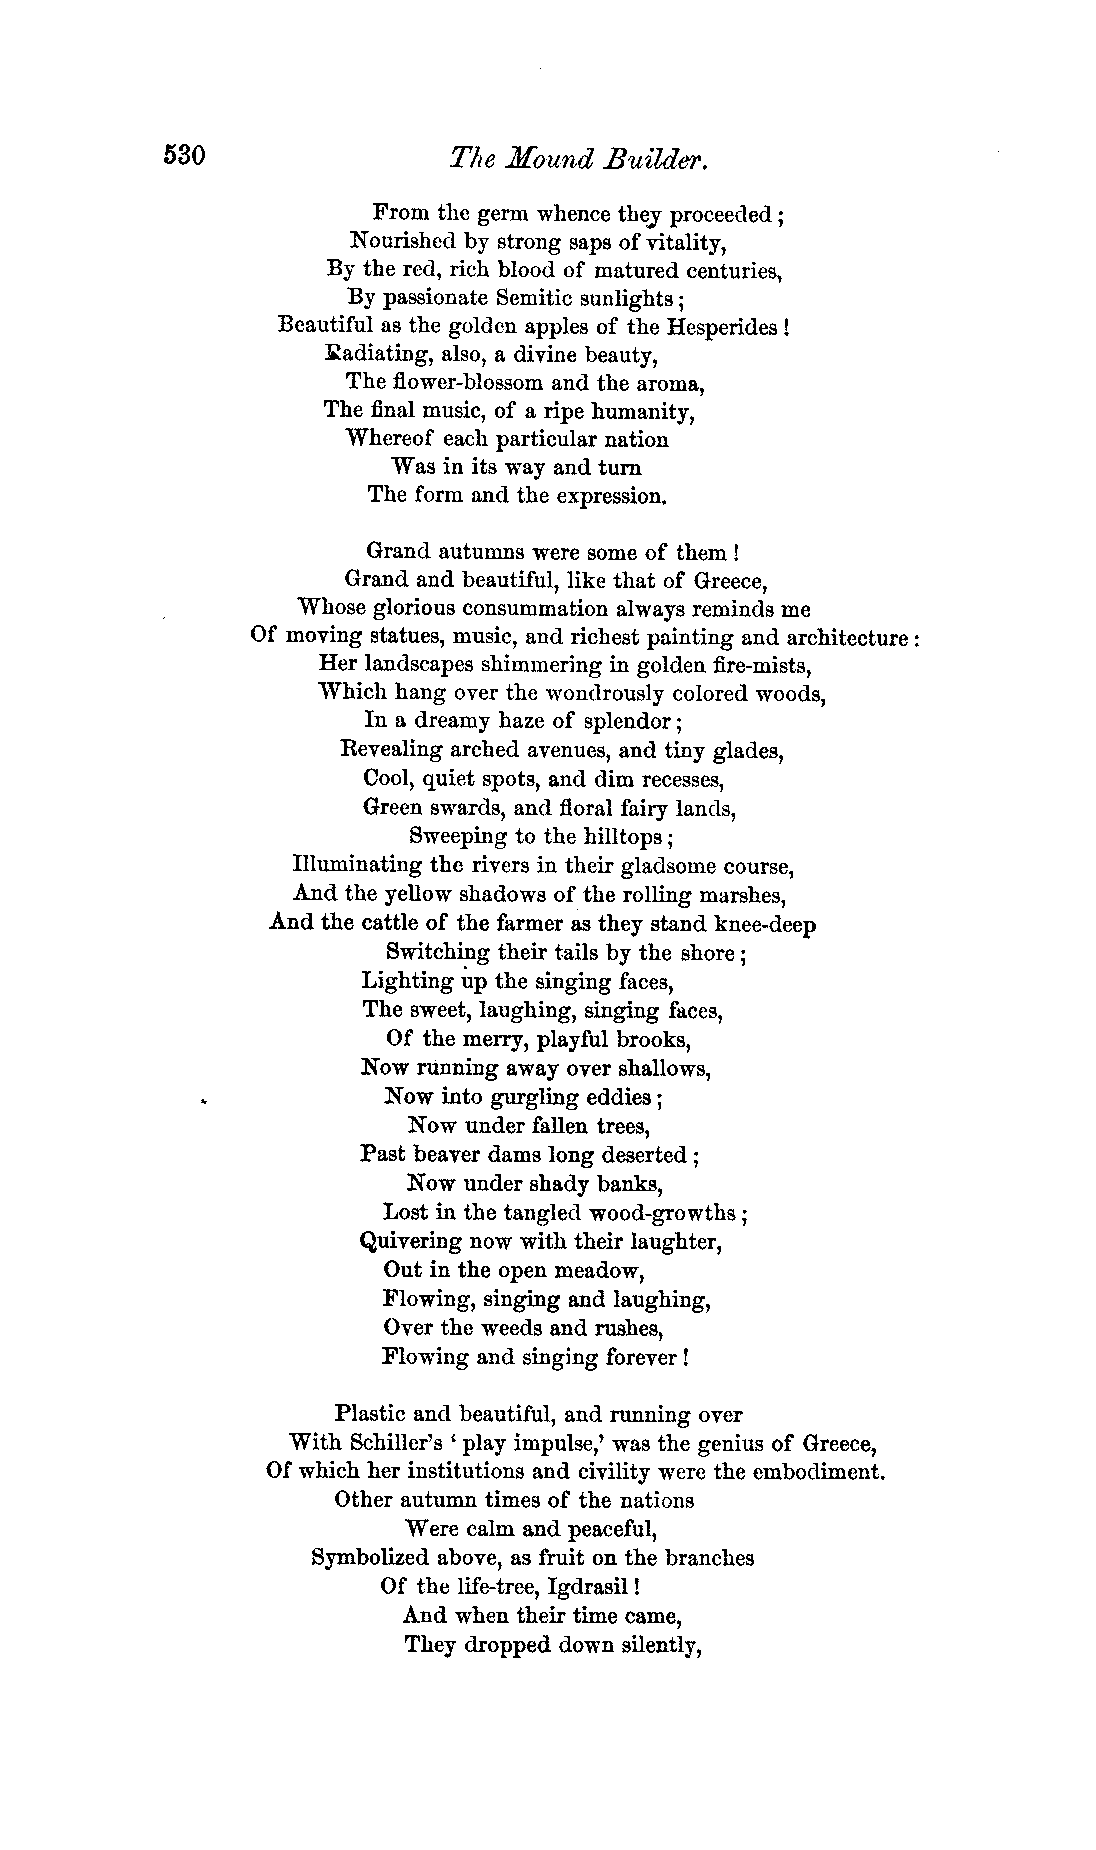 530 The Mound Builder.
From the germ whence they proceeded ;
Nourished by strong saps of vitality,
By the red, rich blood of matured centuries,
By passionate Semitic sunlights ;
Beautiful as the golden apples of the Hesperides !
Radiating, also, a divine beauty,
The flower-blossom and the aroma,
The final music, of a ripe humanity,
Whereof each particular nation
Was in its way and turn
The form and the expression.
Grand autumns were some of them !
Grand and beautiful, like that of Greece,
Whose glorious consummation always reminds me
Of moving statues, music, and richest painting and architecture :
Her landscapes shimmering in golden fire-mists,
Which hang over the wondrously colored woods,
In a dreamy haze of splendor ;
Revealing arched avenues, and tiny glades,
Cool, quiet spots, and dim recesses,
Green swards, and floral fairy lands,
Sweeping to the hilltops ;
Illuminating the rivers in their gladsome course,
And the yellow shadows of the rolling marshes,
And the cattle of the farmer as they stand knee-deep
Switching their tails by the shore ;
Lighting up the singing faces,
The sweet, laughing, singing faces,
Of the merry, playful brooks,
Now running away over shallows,
Now into gurgling eddies ;
Now under fallen trees,
Past beaver dams long deserted ;
Now under shady banks,
Lost in the tangled wood-growths ;
Quivering now with their laughter,
Out in the open meadow,
Flowing, singing and laughing,
Over the weeds and rushes,
Flowing and singing forever !
Plastic and beautiful, and running over
With Schiller's ' play impulse,' was the genius of Greece,
Of which her institutions and civility were the embodiment.
Other autumn times of the nations
Were calm and peaceful,
Symbolized above, as fruit on the branches
Of the life-tree, Igdrasil !
And when their time came,
They dropped down silently,